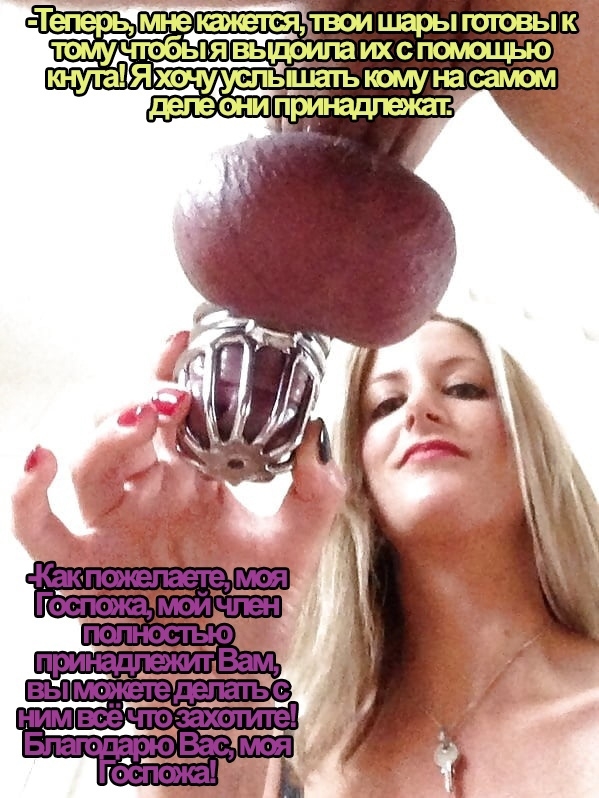 -Теперь, мне кажется, твои шары готовы к
тому чтобы я выдоила их с помощью
кнута! Я хочу услышать кому на самом
деле они принадлежат.
-Как пожелаете, моя
Госпожа, мой член
полностью
принадлежит Вам,
вы можете делать с
ним всё что захотите!
Благодарю Вас, моя
Госпожа!